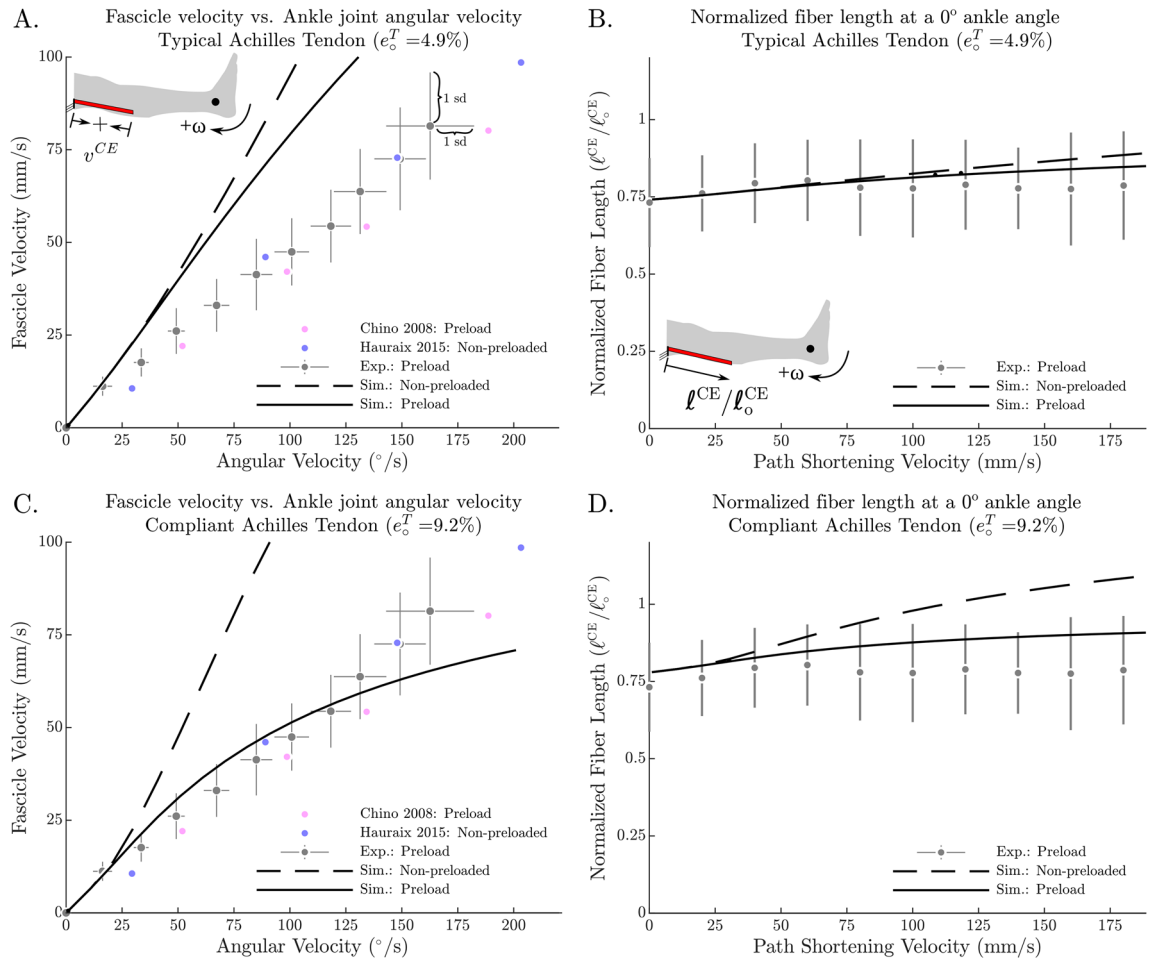 A.
Fascicle velocity vs. Ankle joint angular velocity
Typical Achilles Tendon (e∘ᵀ =4.9%)
Fascicle Velocity (mm/s)
100
75
50
25
0
0
25
50
75
100
125
150
175
200
Angular Velocity (°/s)
+
v^CE
+ω
1 sd
1 sd
Chino 2008: Preload
Hauraix 2015: Non-preloaded
Exp.: Preload
Sim.: Non-preloaded
Sim.: Preload
B.
Normalized fiber length at a 0° ankle angle
Typical Achilles Tendon (e∘ᵀ =4.9%)
Normalized Fiber Length (ℓ^CE/ℓ∘^CE)
1
0.75
0.5
0.25
0
0
25
50
75
100
125
150
175
Path Shortening Velocity (mm/s)
+ω
ℓ^CE/ℓo^CE
Exp.: Preload
Sim.: Non-preloaded
Sim.: Preload
C.
Fascicle velocity vs. Ankle joint angular velocity
Compliant Achilles Tendon (e∘ᵀ =9.2%)
Fascicle Velocity (mm/s)
100
75
50
25
0
0
25
50
75
100
125
150
175
200
Angular Velocity (°/s)
Chino 2008: Preload
Hauraix 2015: Non-preloaded
Exp.: Preload
Sim.: Non-preloaded
Sim.: Preload
D.
Normalized fiber length at a 0° ankle angle
Compliant Achilles Tendon (e∘ᵀ =9.2%)
Normalized Fiber Length (ℓ^CE/ℓ∘^CE)
1
0.75
0.5
0.25
0
0
25
50
75
100
125
150
175
Path Shortening Velocity (mm/s)
Exp.: Preload
Sim.: Non-preloaded
Sim.: Preload